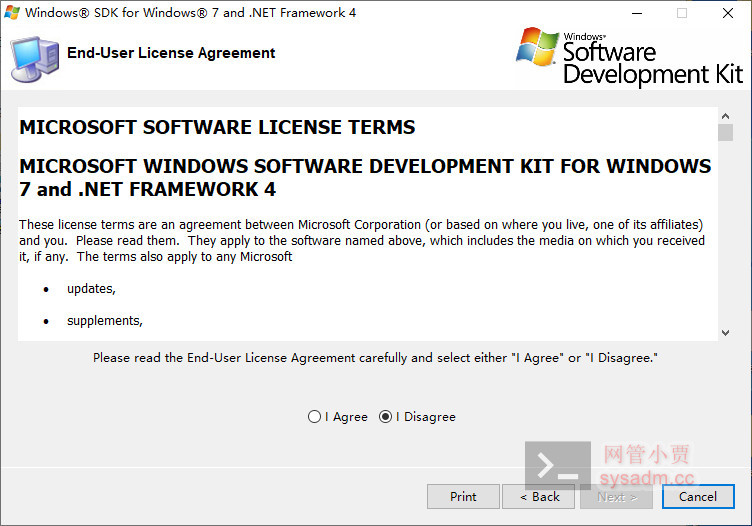 Windows® SDK for Windows® 7 and .NET Framework 4
End-User License Agreement
Windows®
Software
Development Kit
MICROSOFT SOFTWARE LICENSE TERMS
MICROSOFT WINDOWS SOFTWARE DEVELOPMENT KIT FOR WINDOWS
7 and .NET FRAMEWORK 4
These license terms are an agreement between Microsoft Corporation (or based on where you live, one of its affiliates)
and you.  Please read them.  They apply to the software named above, which includes the media on which you received
it, if any.  The terms also apply to any Microsoft
• updates,
• supplements,
Please read the End-User License Agreement carefully and select either "I Agree" or "I Disagree."
I Agree I Disagree
网管小贾
sysadm.cc
Print < Back Next > Cancel